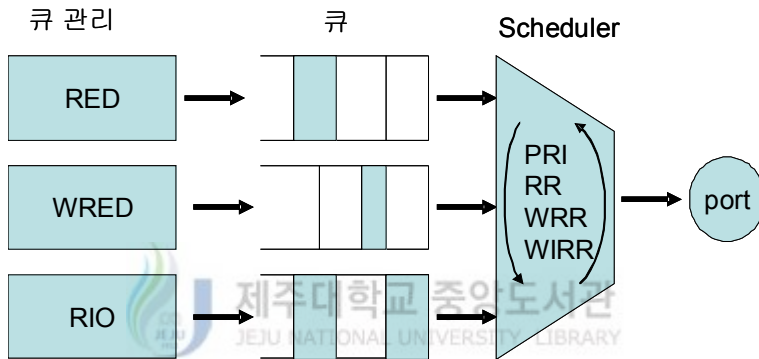 큐 관리
큐
Scheduler
RED
WRED
RIO
PRI
RR
WRR
WIRR
port
제주대학교 중앙도서관
JEJU NATIONAL UNIVERSITY LIBRARY
JEJU